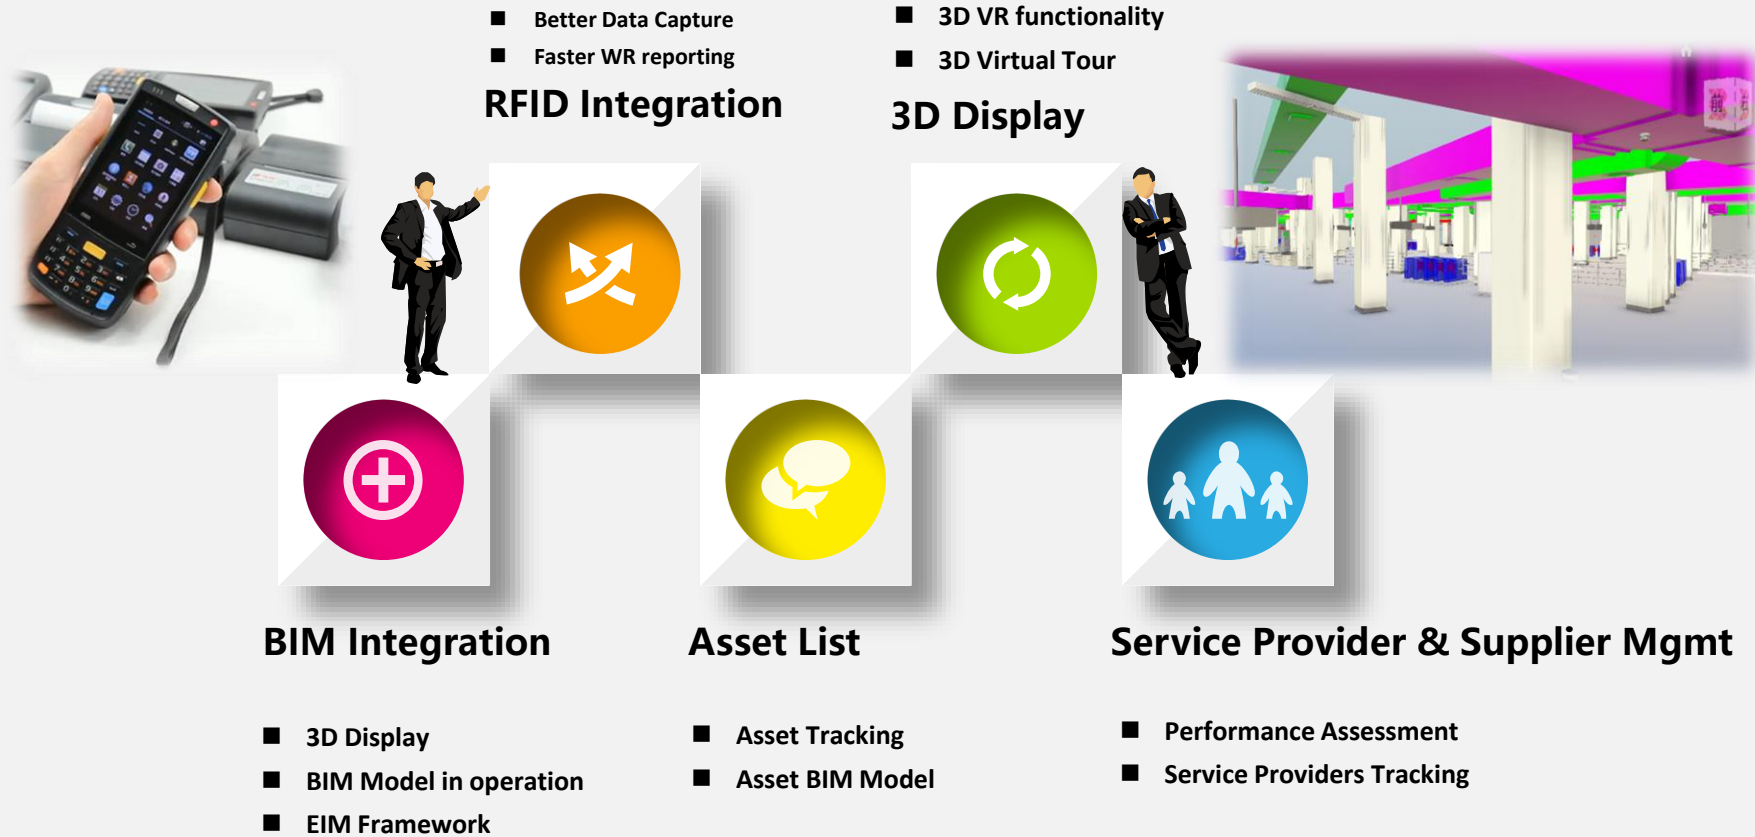 Better Data Capture
Faster WR reporting
RFID Integration
3D VR functionality
3D Virtual Tour
3D Display
BIM Integration
3D Display
BIM Model in operation
EIM Framework
Asset List
Asset Tracking
Asset BIM Model
Service Provider & Supplier Mgmt
Performance Assessment
Service Providers Tracking